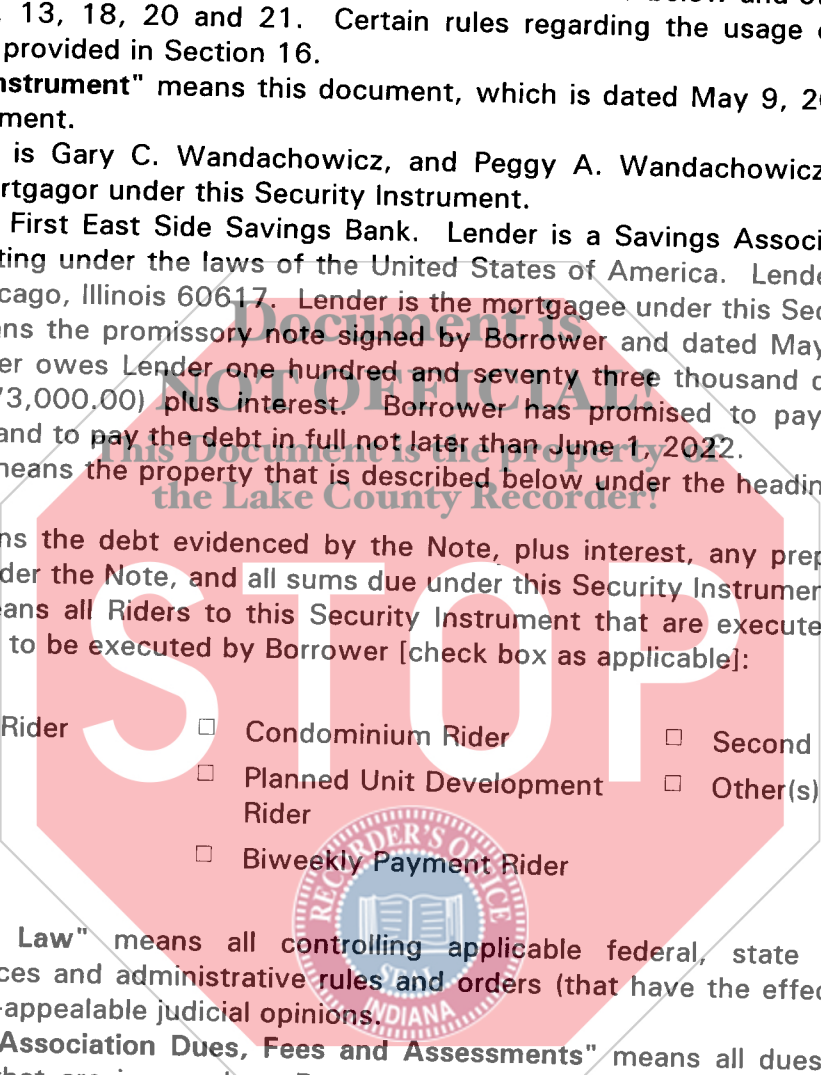 13, 18, 20 and 21. Certain rules regarding the usage
provided in Section 16.
nstrument" means this document, which is dated May 9, 20
ment.
is Gary C. Wandachowicz, and Peggy A. Wandachowicz
rtgagor under this Security Instrument.
First East Side Savings Bank. Lender is a Savings Associ
ting under the laws of the United States of America. Lende
cago, Illinois 60617. Lender is the mortgagee under this Sec
ns the promissory note signed by Borrower and dated May
er owes Lender one hundred and seventy three thousand
73,000.00) plus interest. Borrower has promised to pay
and to pay the debt in full not later than June 1, 2022.
means the property that is described below under the headin
Document is
NOT OFFICIAL!
This Document is the property of
the Lake County Recorder!
ns the debt evidenced by the Note, plus interest, any prep
der the Note, and all sums due under this Security Instrumen
ans all Riders to this Security Instrument that are execute
to be executed by Borrower [check box as applicable]:
STOP
Rider □ Condominium Rider □ Second
□ Planned Unit Development Rider □ Other(s)
□ Biweekly Payment Rider
RECORDER'S OFFICE
SEAL
INDIANA
Law" means all controlling applicable federal, state
ces and administrative rules and orders (that have the effec
-appealable judicial opinions.
Association Dues, Fees and Assessments" means all dues